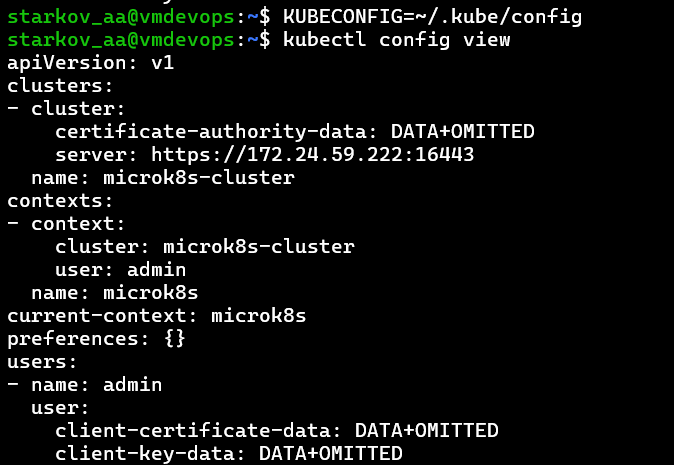 starkov_aa@vmdevops:~$ KUBECONFIG=~/.kube/config
starkov_aa@vmdevops:~$ kubectl config view
apiVersion: v1
clusters:
- cluster:
    certificate-authority-data: DATA+OMITTED
    server: https://172.24.59.222:16443
  name: microk8s-cluster
contexts:
- context:
    cluster: microk8s-cluster
    user: admin
  name: microk8s
current-context: microk8s
preferences: {}
users:
- name: admin
  user:
    client-certificate-data: DATA+OMITTED
    client-key-data: DATA+OMITTED